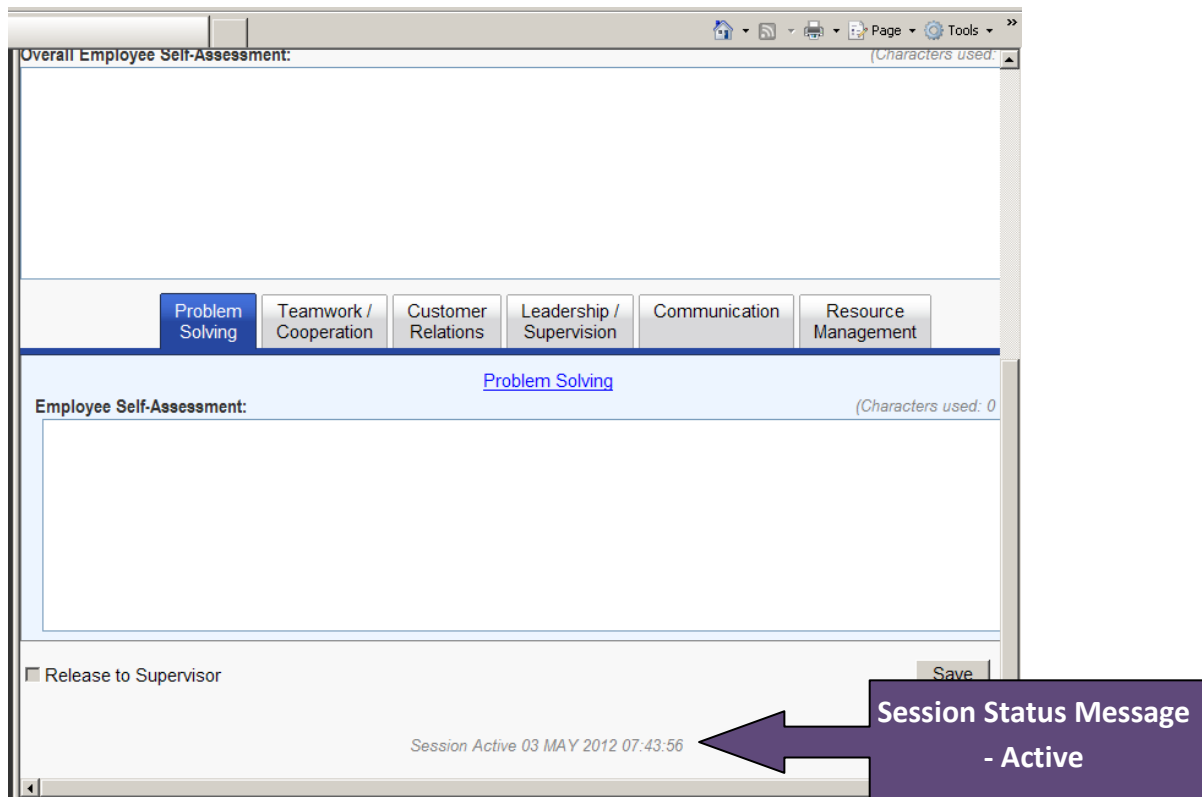 Page Tools »
Overall Employee Self-Assessment: (Characters used:
Problem Solving
Teamwork / Cooperation
Customer Relations
Leadership / Supervision
Communication
Resource Management
Problem Solving
Employee Self-Assessment: (Characters used: 0
Release to Supervisor
Save
Session Active 03 MAY 2012 07:43:56
Session Status Message
- Active